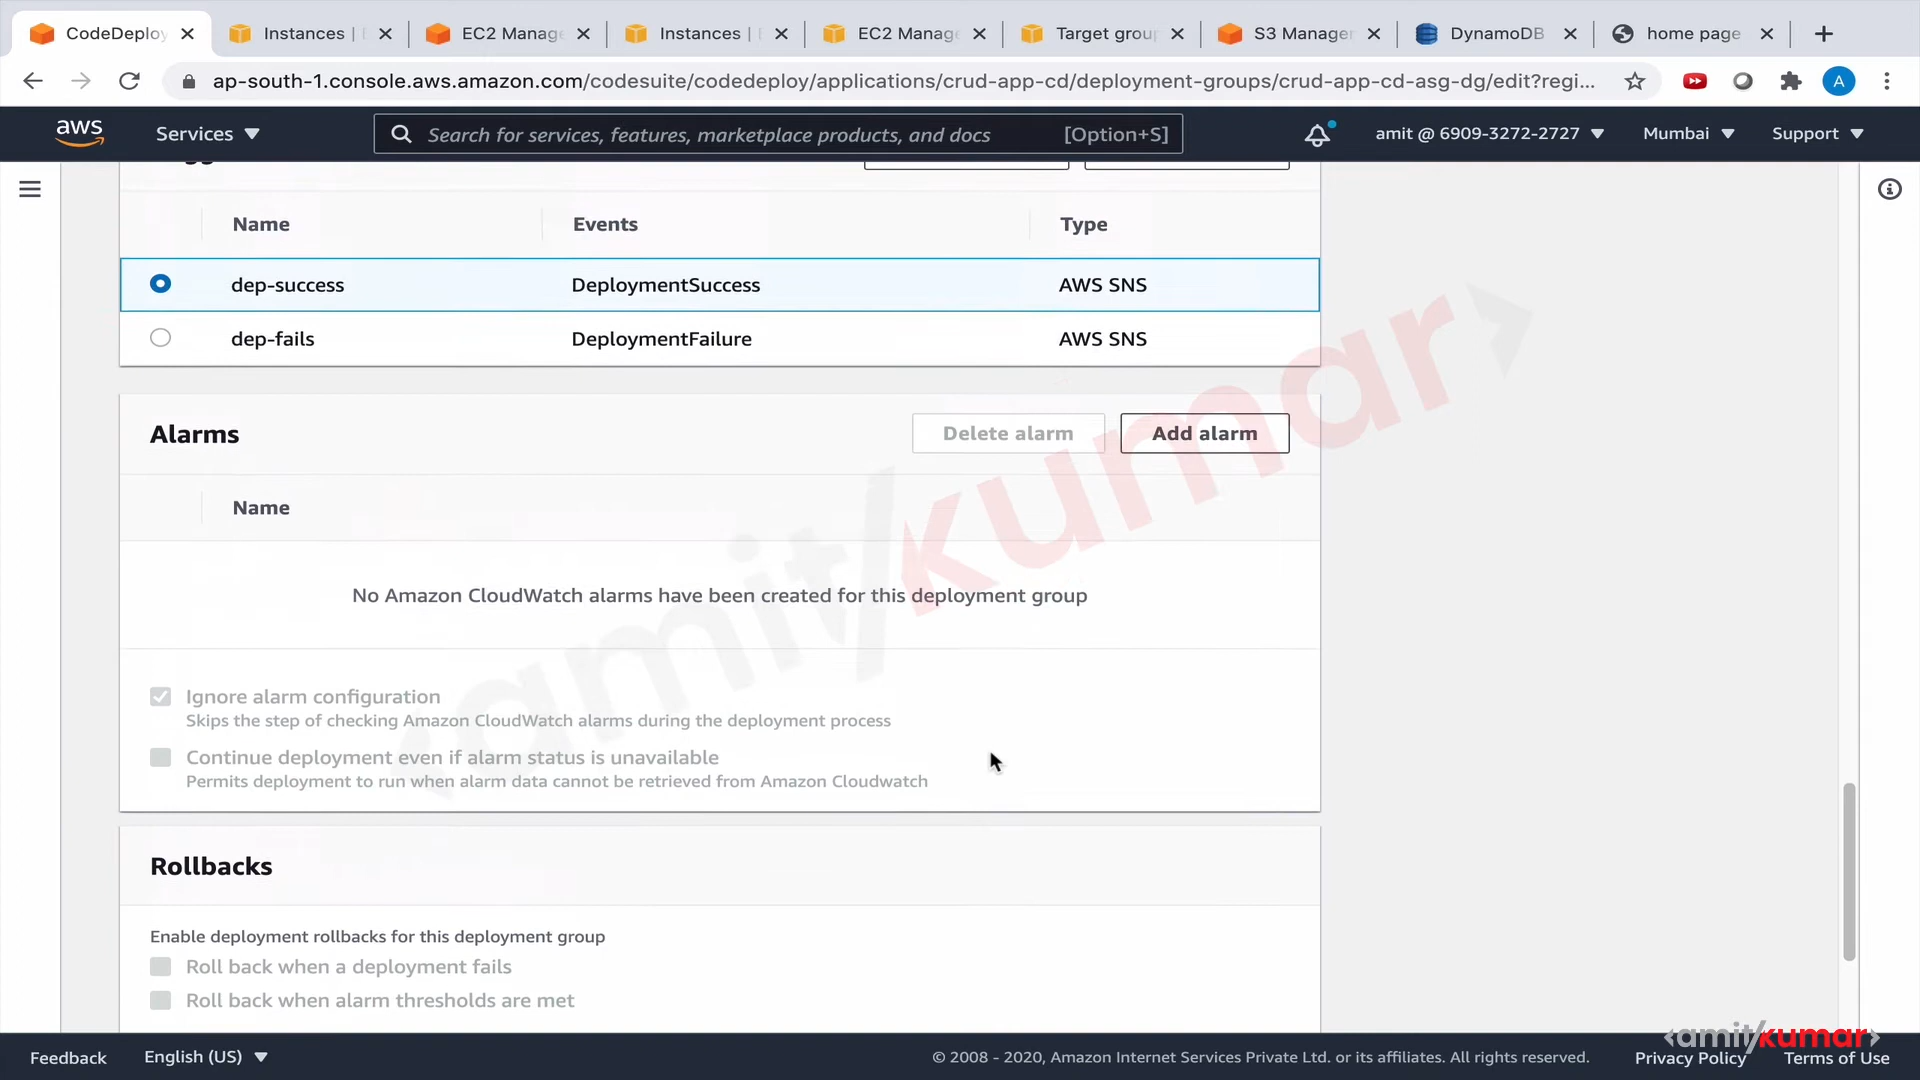 CodeDeploy
Instances |
EC2 Manage
Instances |
EC2 Manage
Target group
S3 Manager
DynamoDB
home page
ap-south-1.console.aws.amazon.com/codesuite/codedeploy/applications/crud-app-cd/deployment-groups/crud-app-cd-asg-dg/edit?regi...
A
aws
Services
Search for services, features, marketplace products, and docs
[Option+S]
amit @ 6909-3272-2727
Mumbai
Support
Name
Events
Type
dep-success
DeploymentSuccess
AWS SNS
dep-fails
DeploymentFailure
AWS SNS
Alarms
Delete alarm
Add alarm
Name
No Amazon CloudWatch alarms have been created for this deployment group
Ignore alarm configuration
Skips the step of checking Amazon CloudWatch alarms during the deployment process
Continue deployment even if alarm status is unavailable
Permits deployment to run when alarm data cannot be retrieved from Amazon Cloudwatch
Rollbacks
Enable deployment rollbacks for this deployment group
Roll back when a deployment fails
Roll back when alarm thresholds are met
<amit/kumar>
<amit/kumar>
Feedback
English (US)
© 2008 - 2020, Amazon Internet Services Private Ltd. or its affiliates. All rights reserved.
Privacy Policy
Terms of Use